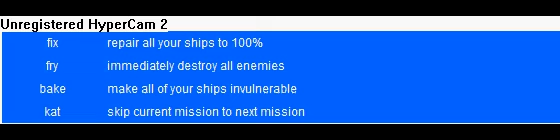 Unregistered HyperCam 2
fix repair all your ships to 100%
fry immediately destroy all enemies
bake make all of your ships invulnerable
kat skip current mission to next mission